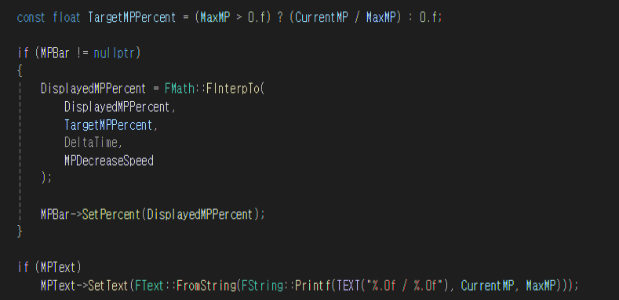 const float TargetMPPercent = (MaxMP > 0.f) ? (CurrentMP / MaxMP) : 0.f;
if (MPBar != nullptr)
{
DisplayedMPPercent = FMath::FInterpTo(
DisplayedMPPercent,
TargetMPPercent,
DeltaTime,
MPDecreaseSpeed
);
MPBar->SetPercent(DisplayedMPPercent);
}
if (MPText)
MPText->SetText(FText::FromString(FString::Printf(TEXT("%.0f / %.0f"), CurrentMP, MaxMP)));